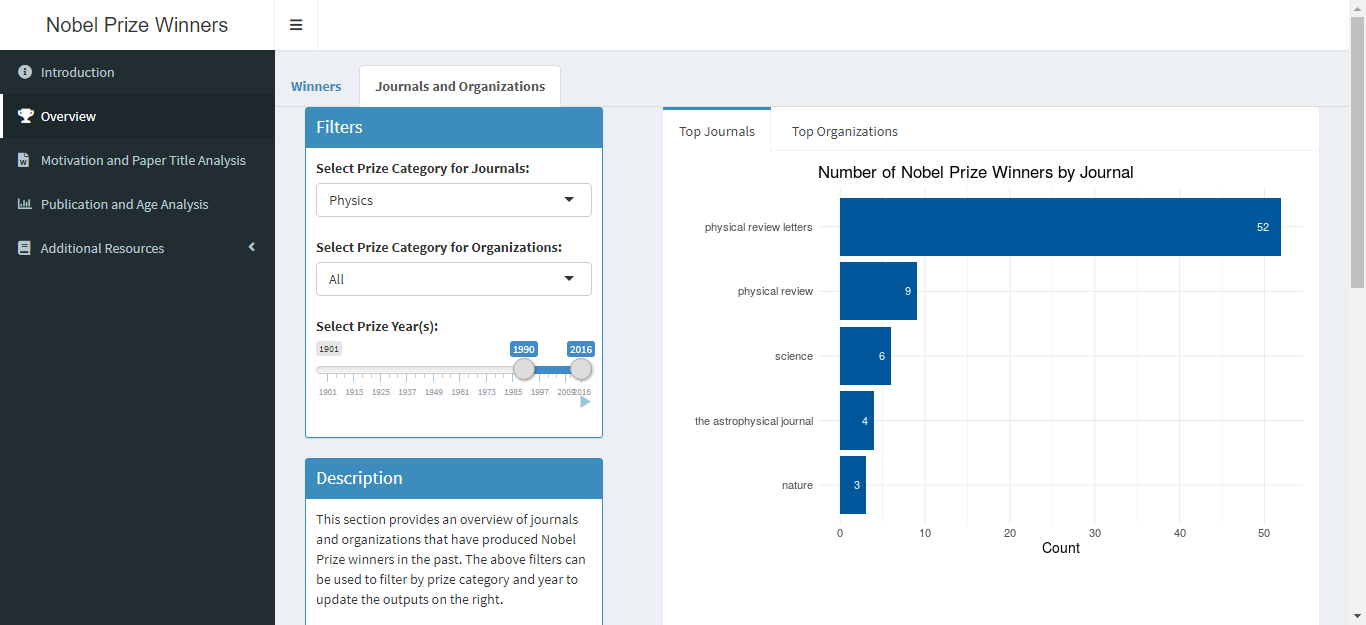 Nobel Prize Winners
Introduction
Overview
Motivation and Paper Title Analysis
Publication and Age Analysis
Additional Resources
Winners
Journals and Organizations
Filters
Select Prize Category for Journals:
Physics
Select Prize Category for Organizations:
All
Select Prize Year(s):
1901
1990
2016
1901 1913 1925 1937 1949 1961 1973 1985 1997 2009 2016
Description
This section provides an overview of journals
and organizations that have produced Nobel
Prize winners in the past. The above filters can
be used to filter by prize category and year to
update the outputs on the right.
Top Journals
Top Organizations
Number of Nobel Prize Winners by Journal
physical review letters
52
physical review
9
science
6
the astrophysical journal
4
nature
3
0 10 20 30 40 50
Count